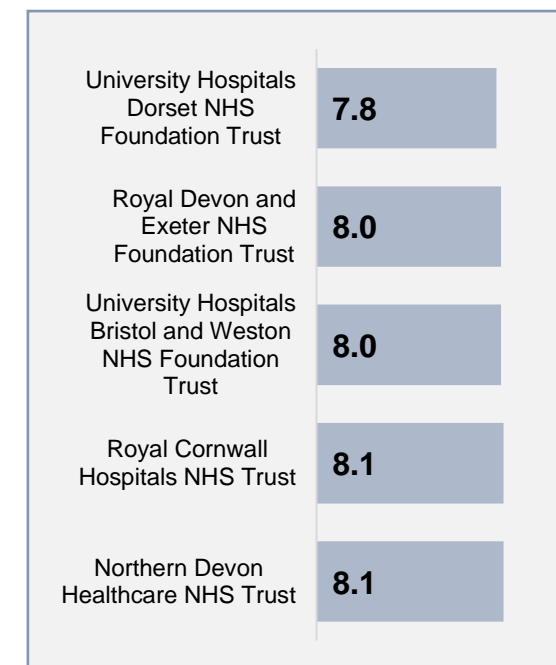 University Hospitals
Dorset NHS
Foundation Trust
7.8
Royal Devon and
Exeter NHS
Foundation Trust
8.0
University Hospitals
Bristol and Weston
NHS Foundation
Trust
8.0
Royal Cornwall
Hospitals NHS Trust
8.1
Northern Devon
Healthcare NHS Trust
8.1